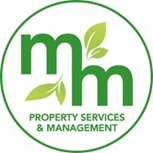 mm
PROPERTY SERVICES
& MANAGEMENT